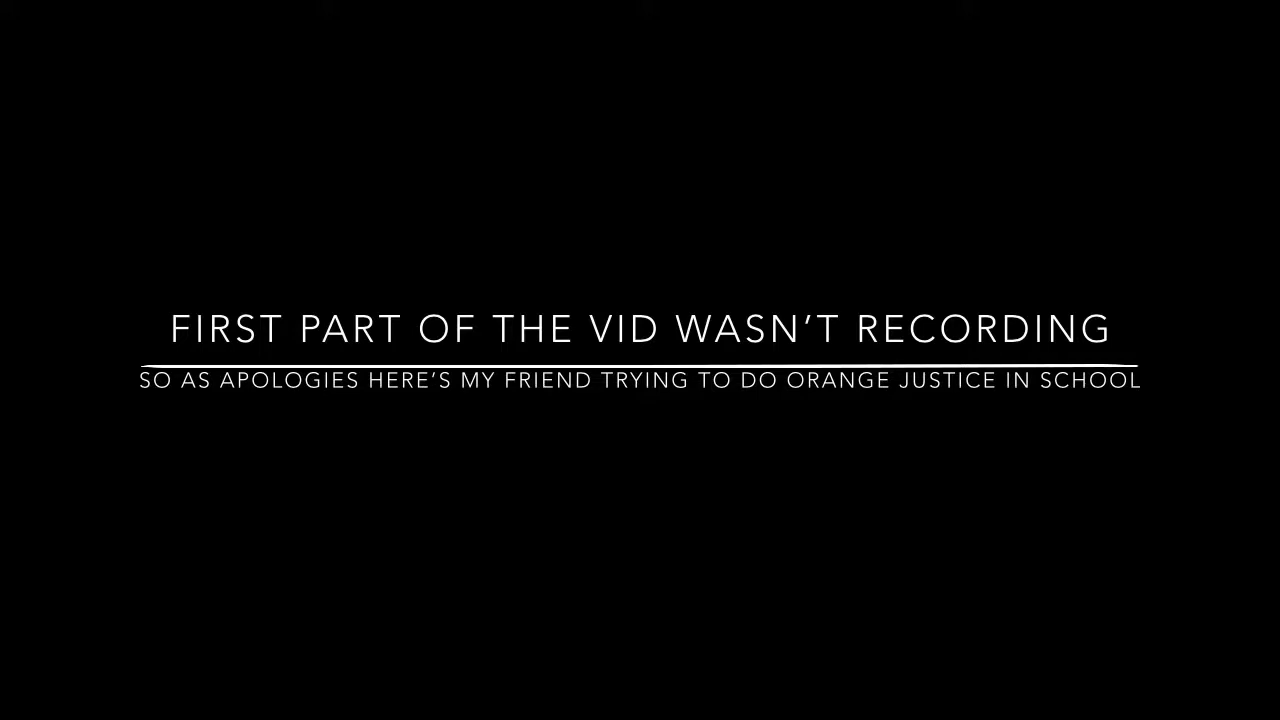 FIRST PART OF THE VID WASN’T RECORDING
SO AS APOLOGIES HERE’S MY FRIEND TRYING TO DO ORANGE JUSTICE IN SCHOOL